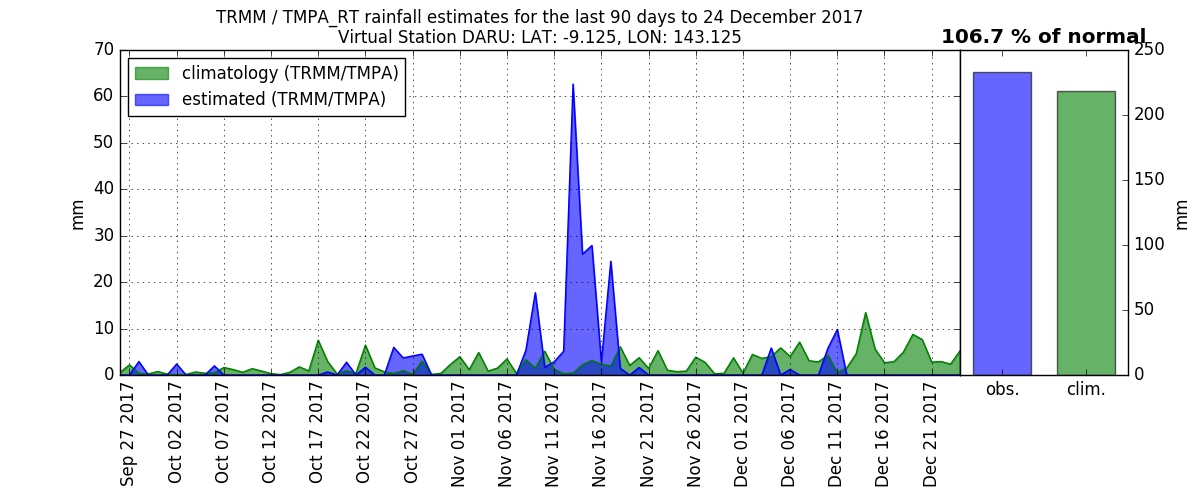 TRMM / TMPA_RT rainfall estimates for the last 90 days to 24 December 2017
Virtual Station DARU: LAT: -9.125, LON: 143.125
106.7 % of normal
climatology (TRMM/TMPA)
estimated (TRMM/TMPA)
70
60
50
40
30
20
10
0
mm
Sep 27 2017
Oct 02 2017
Oct 07 2017
Oct 12 2017
Oct 17 2017
Oct 22 2017
Oct 27 2017
Nov 01 2017
Nov 06 2017
Nov 11 2017
Nov 16 2017
Nov 21 2017
Nov 26 2017
Dec 01 2017
Dec 06 2017
Dec 11 2017
Dec 16 2017
Dec 21 2017
250
200
150
100
50
0
mm
obs.
clim.